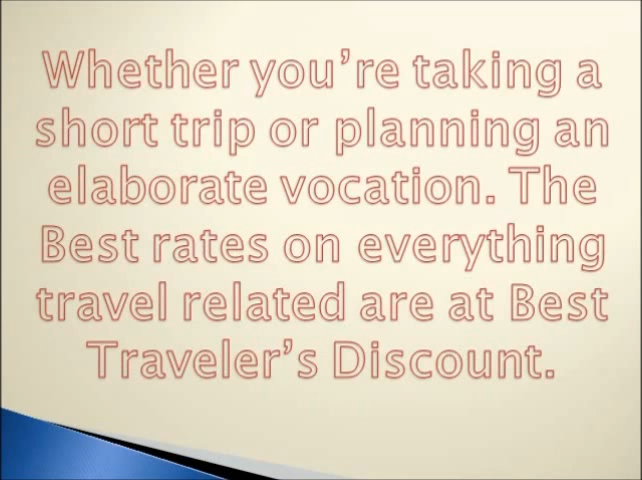 Whether you’re taking a
short trip or planning an
elaborate vocation. The
Best rates on everything
travel related are at Best
Traveler’s Discount.